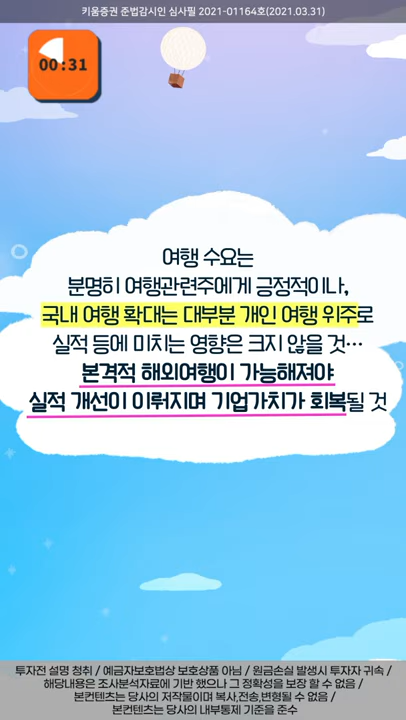 키움증권 준법감시인 심사필 2021-01164호(2021.03.31)
00:31
여행 수요는
분명히 여행관련주에게 긍정적이나,
국내 여행 확대는 대부분 개인 여행 위주로
실적 등에 미치는 영향은 크지 않을 것…
본격적 해외여행이 가능해져야
실적 개선이 이뤄지며 기업가치가 회복될 것
투자전 설명 청취 / 예금자보호법상 보호상품 아님 / 원금손실 발생시 투자자 귀속 /
해당내용은 조사분석자료에 기반 했으나 그 정확성을 보장 할 수 없음 /
본컨텐츠는 당사의 저작물이며 복사,전송,변형될 수 없음 /
본컨텐츠는 당사의 내부통제 기준을 준수